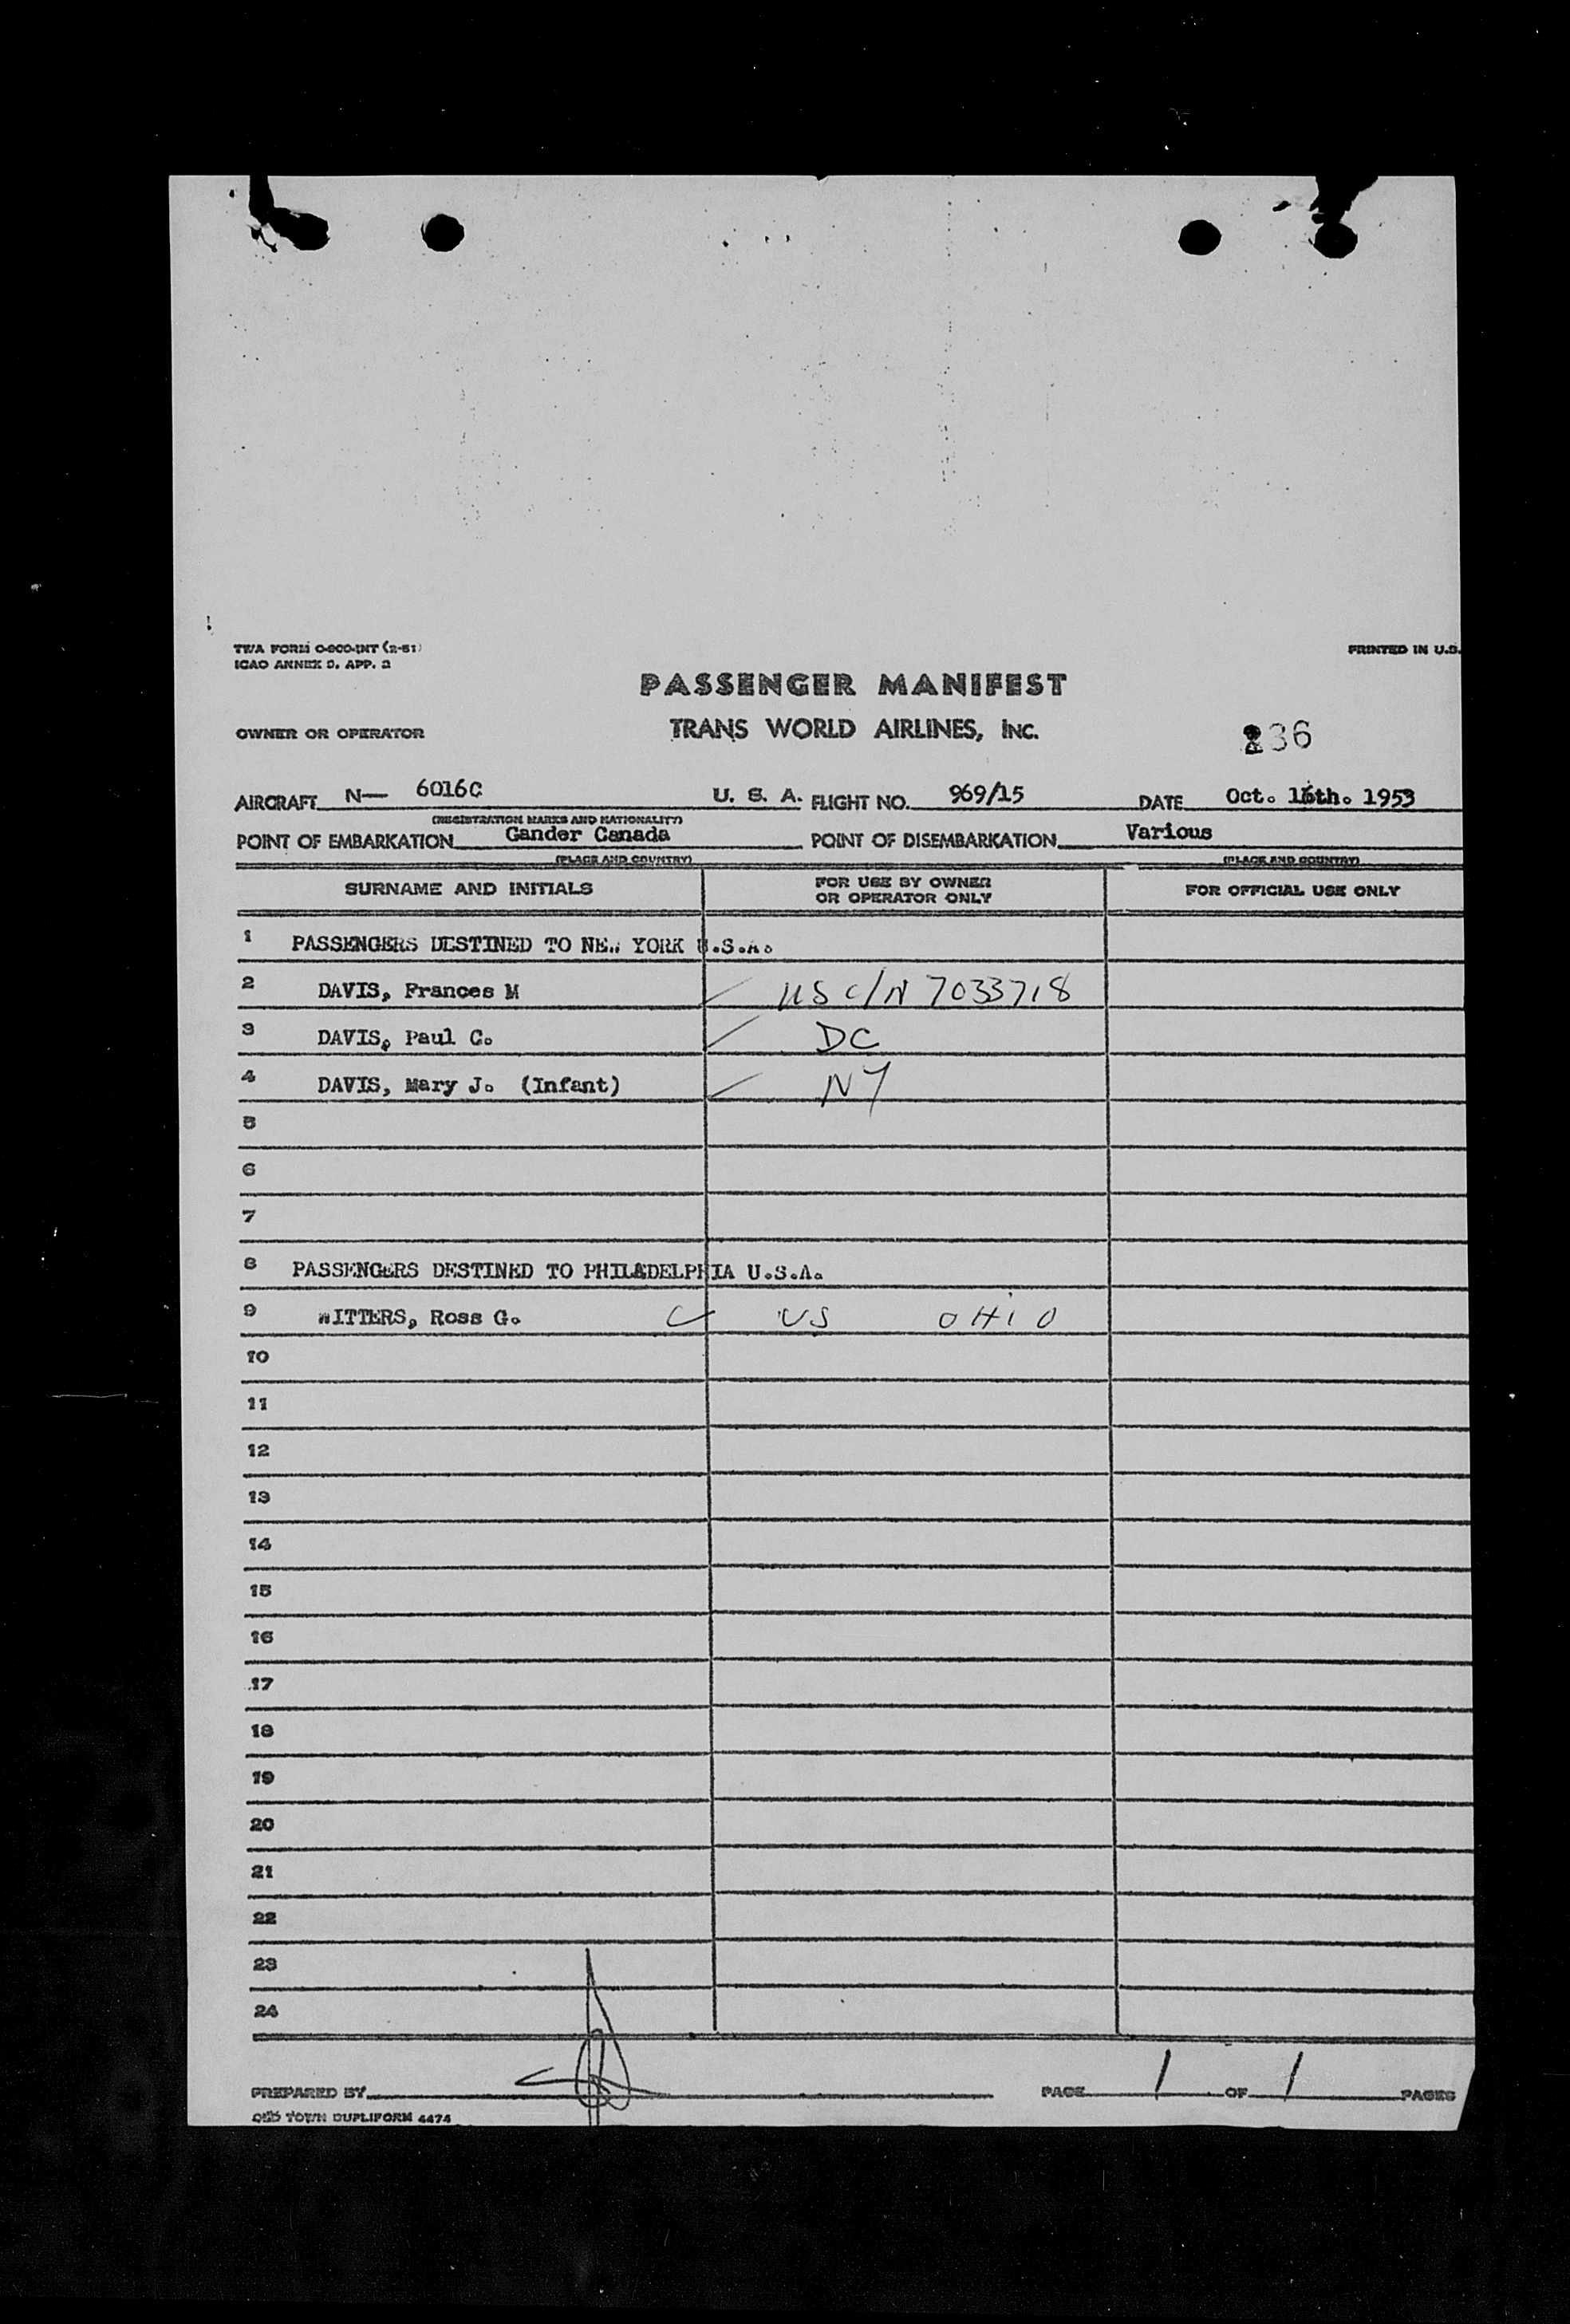 TWA FORM O-800-INT (2-51)
ICAO ANNEX 9, APP. 2
PRINTED IN U.S.
PASSENGER MANIFEST
OWNER OR OPERATOR TRANS WORLD AIRLINES, INC.
236
AIRCRAFT N— 6016C U. S. A. FLIGHT NO. 969/15 DATE Oct. 16th. 1953
(REGISTRATION MARKS AND NATIONALITY)
POINT OF EMBARKATION Gander Canada POINT OF DISEMBARKATION Various
(PLACE AND COUNTRY) (PLACE AND COUNTRY)
SURNAME AND INITIALS FOR USE BY OWNER OR OPERATOR ONLY FOR OFFICIAL USE ONLY
1 PASSENGERS DESTINED TO NEW YORK U.S.A.
2 DAVIS, Frances M ✓ US C/N 7033718
3 DAVIS, Paul C. ✓ DC
4 DAVIS, Mary J. (Infant) ✓ NY
5
6
7
8 PASSENGERS DESTINED TO PHILADELPHIA U.S.A.
9 WITTERS, Ross G. ✓ US OHIO
10
11
12
13
14
15
16
17
18
19
20
21
22
23
24
PREPARED BY PAGE 1 OF 1 PAGES
OLD TOWN DUPLIFORM 4474